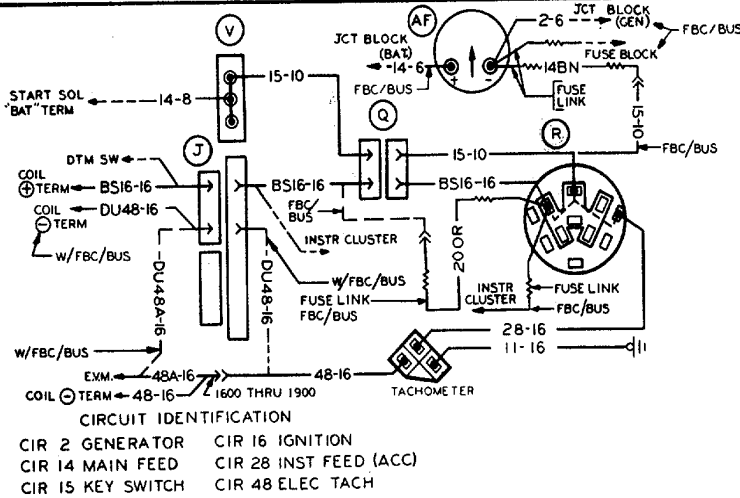 JCT BLOCK
(GEN)
2-6
FBC/BUS
AF
V
JCT BLOCK
(BAT)
14-6
FUSE BLOCK
15-10
14BN
START SOL
"BAT" TERM
14-8
FBC/BUS
FUSE
LINK
+
-
Q
15-10
R
J
DTM SW
15-10
FBC/BUS
COIL
+ TERM
BS16-16
BS16-16
BS16-16
COIL
- TERM
DU48-16
FBC/
BUS
INSTR CLUSTER
W/FBC/BUS
20OR
DU48A-16
DU48-16
W/FBC/BUS
FUSE LINK
FBC/BUS
INSTR
CLUSTER
FUSE LINK
FBC/BUS
28-16
11-16
W/FBC/BUS
E.V.M.
48A-16
48-16
COIL - TERM
48-16
1600 THRU 1900
TACHOMETER
CIRCUIT IDENTIFICATION
CIR 2 GENERATOR CIR 16 IGNITION
CIR 14 MAIN FEED CIR 28 INST FEED (ACC)
CIR 15 KEY SWITCH CIR 48 ELEC TACH